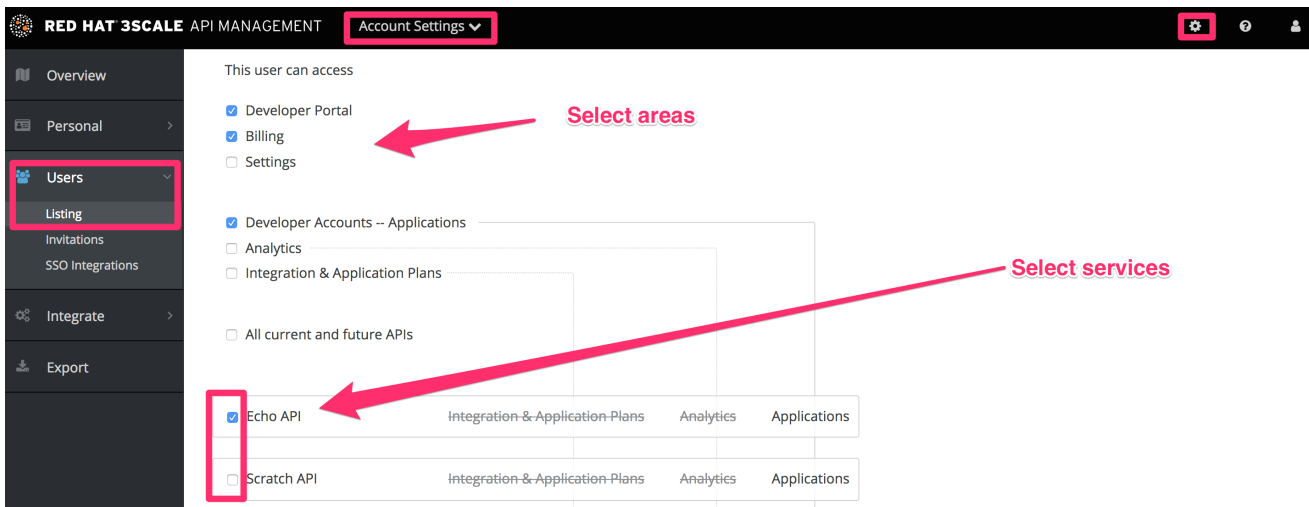 RED HAT 3SCALE API MANAGEMENT Account Settings
Overview
Personal
Users
Listing
Invitations
SSO Integrations
Integrate
Export
This user can access
Developer Portal
Billing
Settings
Select areas
Developer Accounts -- Applications
Analytics
Integration & Application Plans
Select services
All current and future APIs
Echo API Integration & Application Plans Analytics Applications
Scratch API Integration & Application Plans Analytics Applications